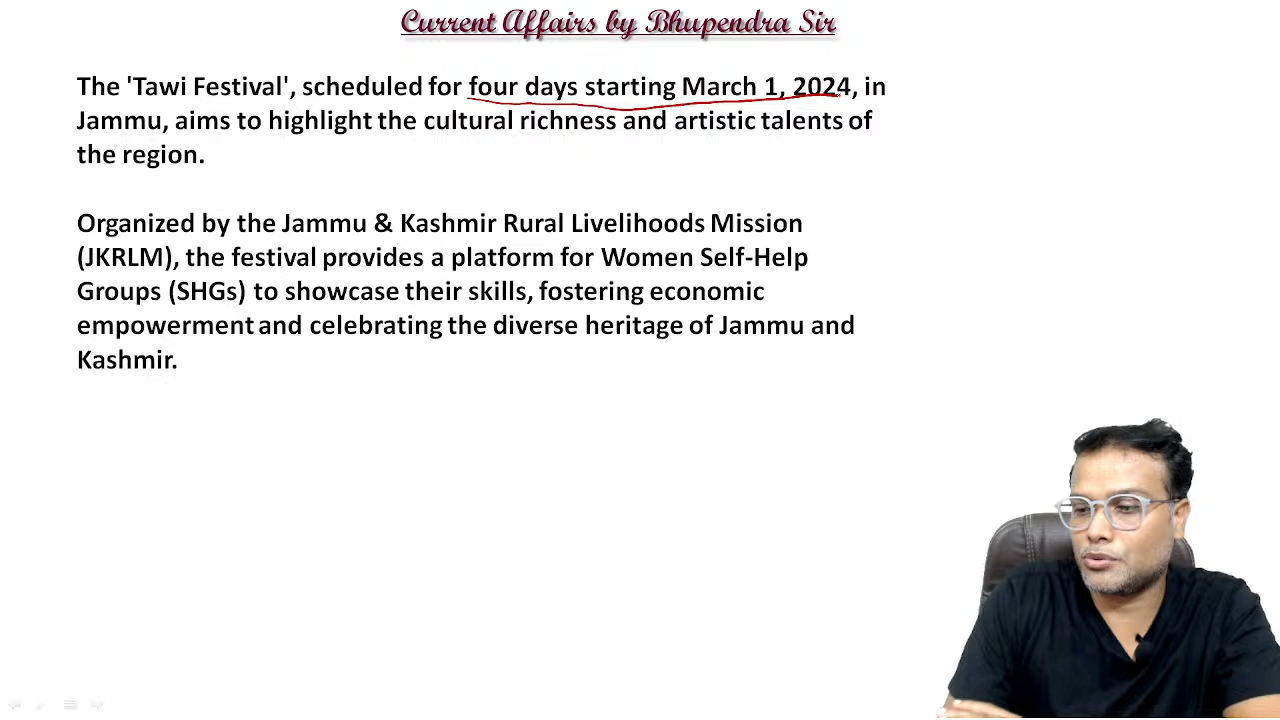 Current Affairs by Bhupendra Sir
The 'Tawi Festival', scheduled for four days starting March 1, 2024, in
Jammu, aims to highlight the cultural richness and artistic talents of
the region.
Organized by the Jammu & Kashmir Rural Livelihoods Mission
(JKRLM), the festival provides a platform for Women Self-Help
Groups (SHGs) to showcase their skills, fostering economic
empowerment and celebrating the diverse heritage of Jammu and
Kashmir.